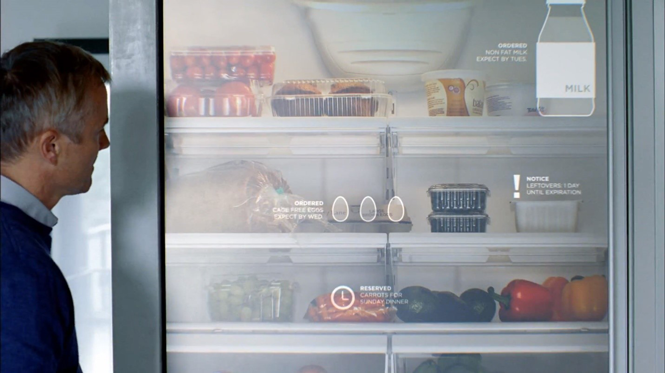 ORDERED
NON FAT MILK
EXPECT BY TUES.
MILK
NOTICE
LEFTOVERS: 1 DAY
UNTIL EXPIRATION
ORDERED
CAGE FREE EGGS
EXPECT BY WED.
RESERVED
CARROTS FOR
SUNDAY DINNER